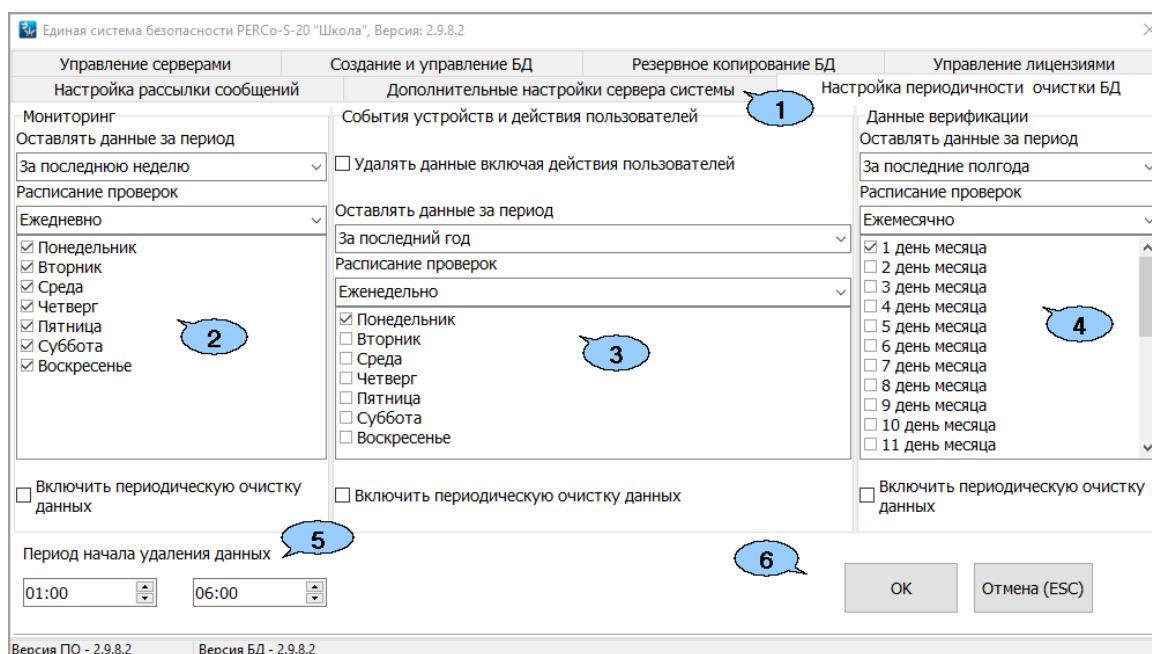 Единая система безопасности PERCo-S-20 "Школа", Версия: 2.9.8.2
Управление серверами
Создание и управление БД
Резервное копирование БД
Управление лицензиями
Настройка рассылки сообщений
Дополнительные настройки сервера системы
Настройка периодичности очистки БД
1
Мониторинг
Оставлять данные за период
За последнюю неделю
Расписание проверок
Ежедневно
Понедельник
Вторник
Среда
Четверг
Пятница
Суббота
Воскресенье
2
Включить периодическую очистку
данных
События устройств и действия пользователей
Удалять данные включая действия пользователей
Оставлять данные за период
За последний год
Расписание проверок
Еженедельно
Понедельник
Вторник
Среда
Четверг
Пятница
Суббота
Воскресенье
3
Включить периодическую очистку данных
Данные верификации
Оставлять данные за период
За последние полгода
Расписание проверок
Ежемесячно
1 день месяца
2 день месяца
3 день месяца
4 день месяца
5 день месяца
6 день месяца
7 день месяца
8 день месяца
9 день месяца
10 день месяца
11 день месяца
4
Включить периодическую очистку
данных
Период начала удаления данных
5
01:00
06:00
6
OK
Отмена (ESC)
Версия ПО - 2.9.8.2
Версия БД - 2.9.8.2